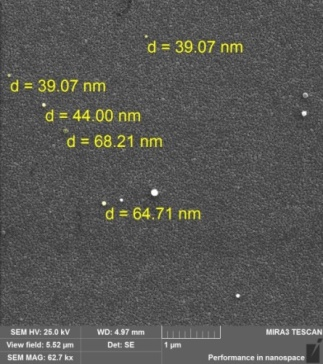 d = 39.07 nm
d = 39.07 nm
d = 44.00 nm
d = 68.21 nm
d = 64.71 nm
SEM HV: 25.0 kV WD: 4.97 mm MIRA3 TESCAN
View field: 5.52 µm Det: SE 1 µm
SEM MAG: 62.7 kx Performance in nanospace